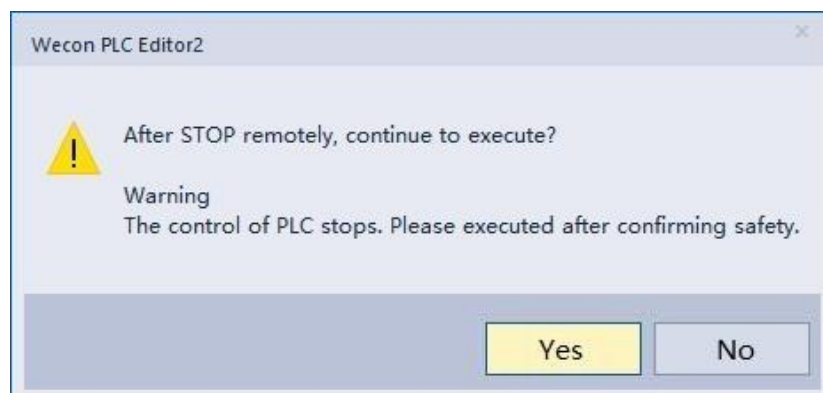 Wecon PLC Editor2
After STOP remotely, continue to execute?
Warning
The control of PLC stops. Please executed after confirming safety.
Yes
No